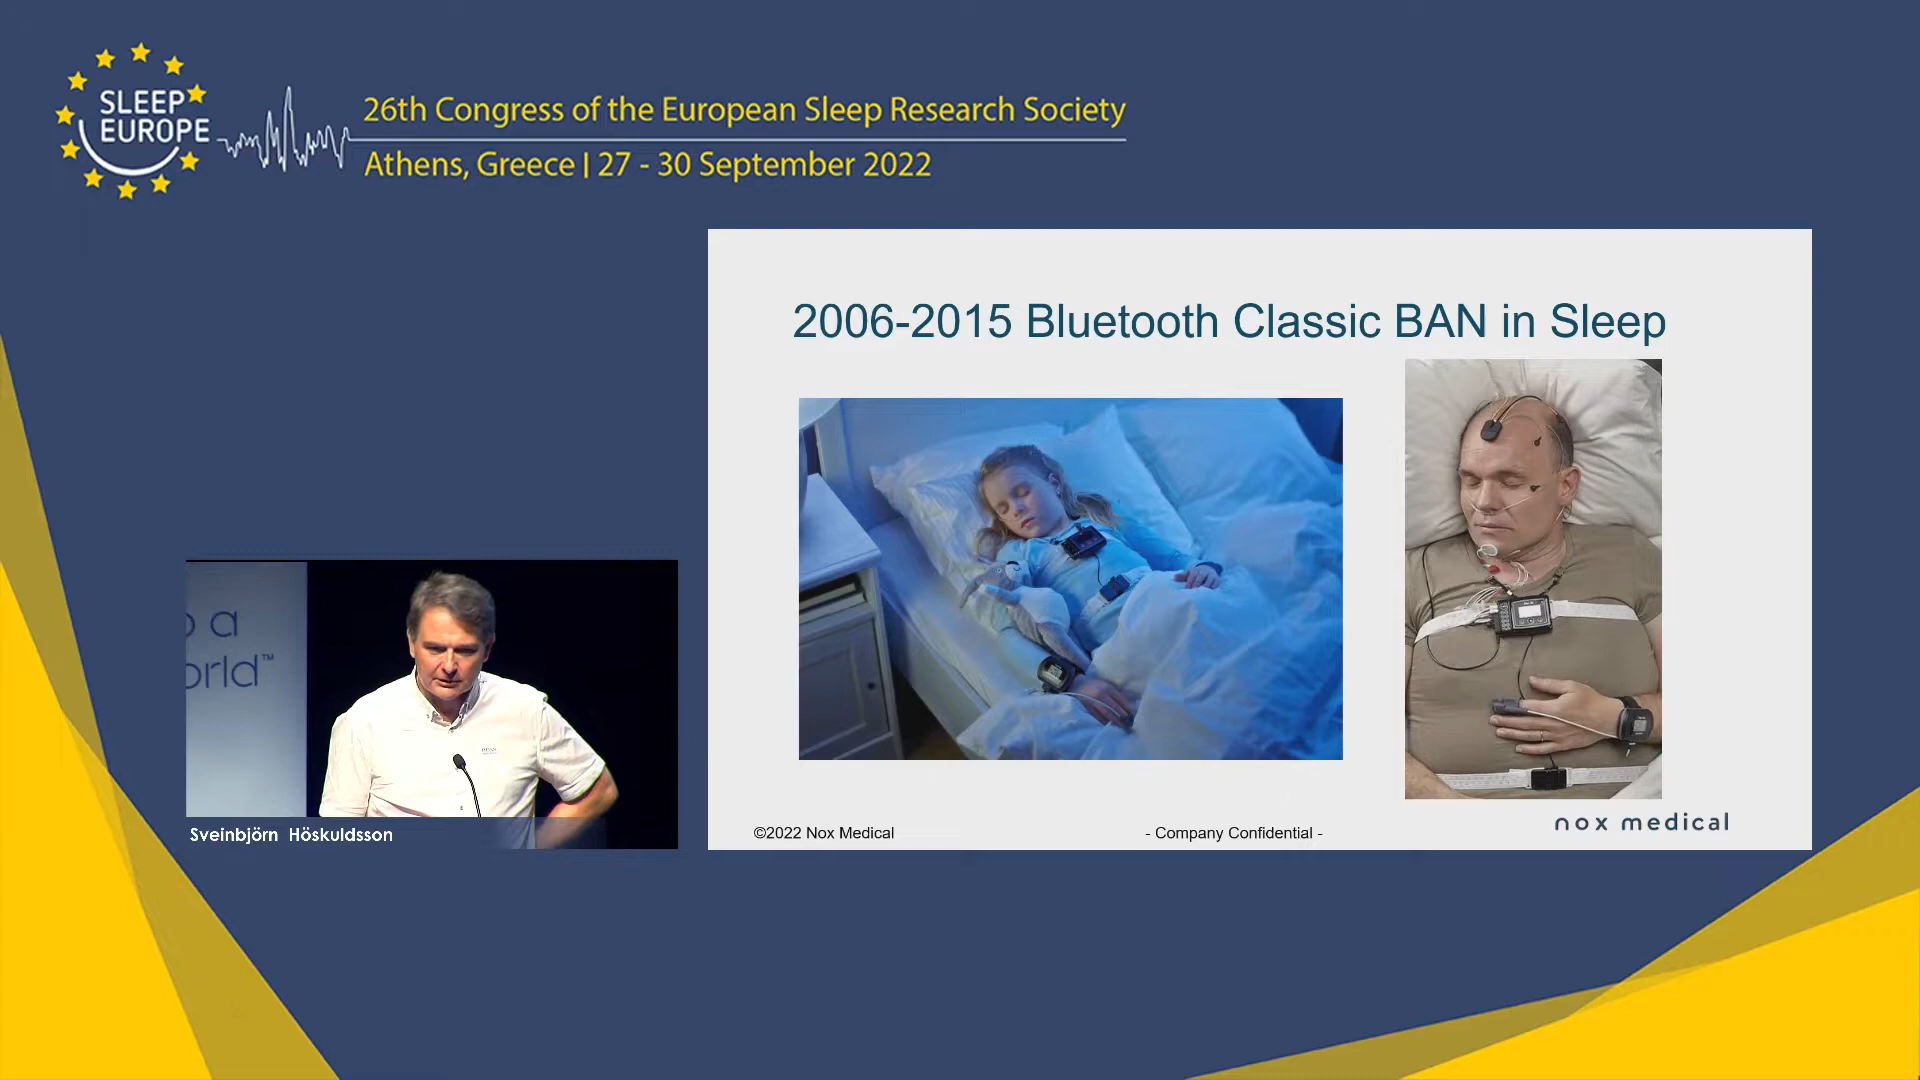 SLEEP
EUROPE
26th Congress of the European Sleep Research Society
Athens, Greece | 27 - 30 September 2022
2006-2015 Bluetooth Classic BAN in Sleep
a
orld™
Sveinbjörn Höskuldsson
©2022 Nox Medical
- Company Confidential -
nox medical